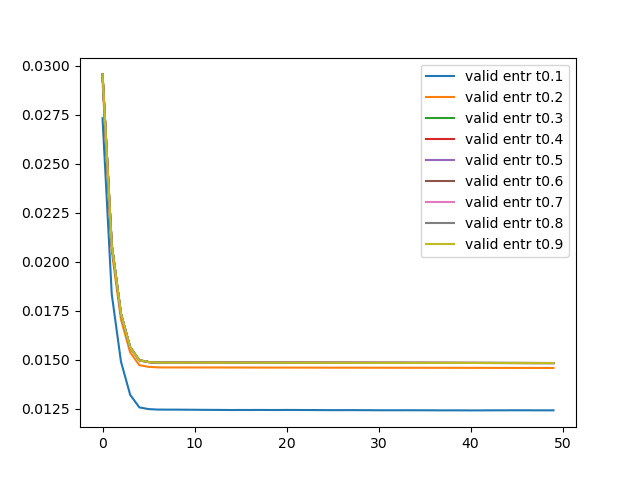 0.0300
0.0275
0.0250
0.0225
0.0200
0.0175
0.0150
0.0125
0
10
20
30
40
50
valid entr t0.1
valid entr t0.2
valid entr t0.3
valid entr t0.4
valid entr t0.5
valid entr t0.6
valid entr t0.7
valid entr t0.8
valid entr t0.9